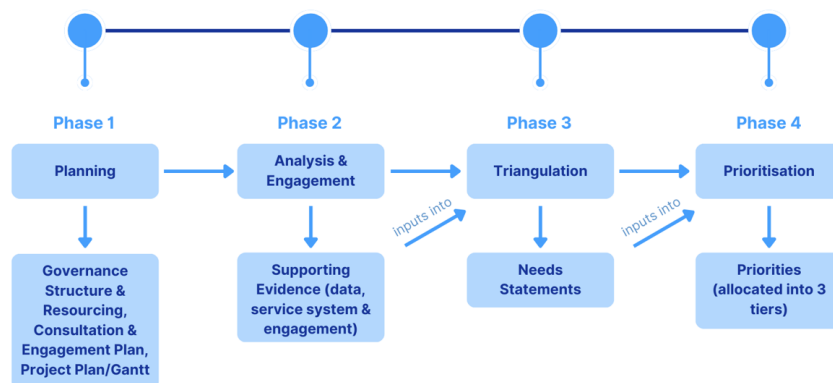 Phase 1
Phase 2
Phase 3
Phase 4
Planning
Analysis &
Engagement
Triangulation
Prioritisation
inputs into
inputs into
Governance
Structure &
Resourcing,
Consultation &
Engagement Plan,
Project Plan/Gantt
Supporting
Evidence (data,
service system &
engagement)
Needs
Statements
Priorities
(allocated into 3
tiers)